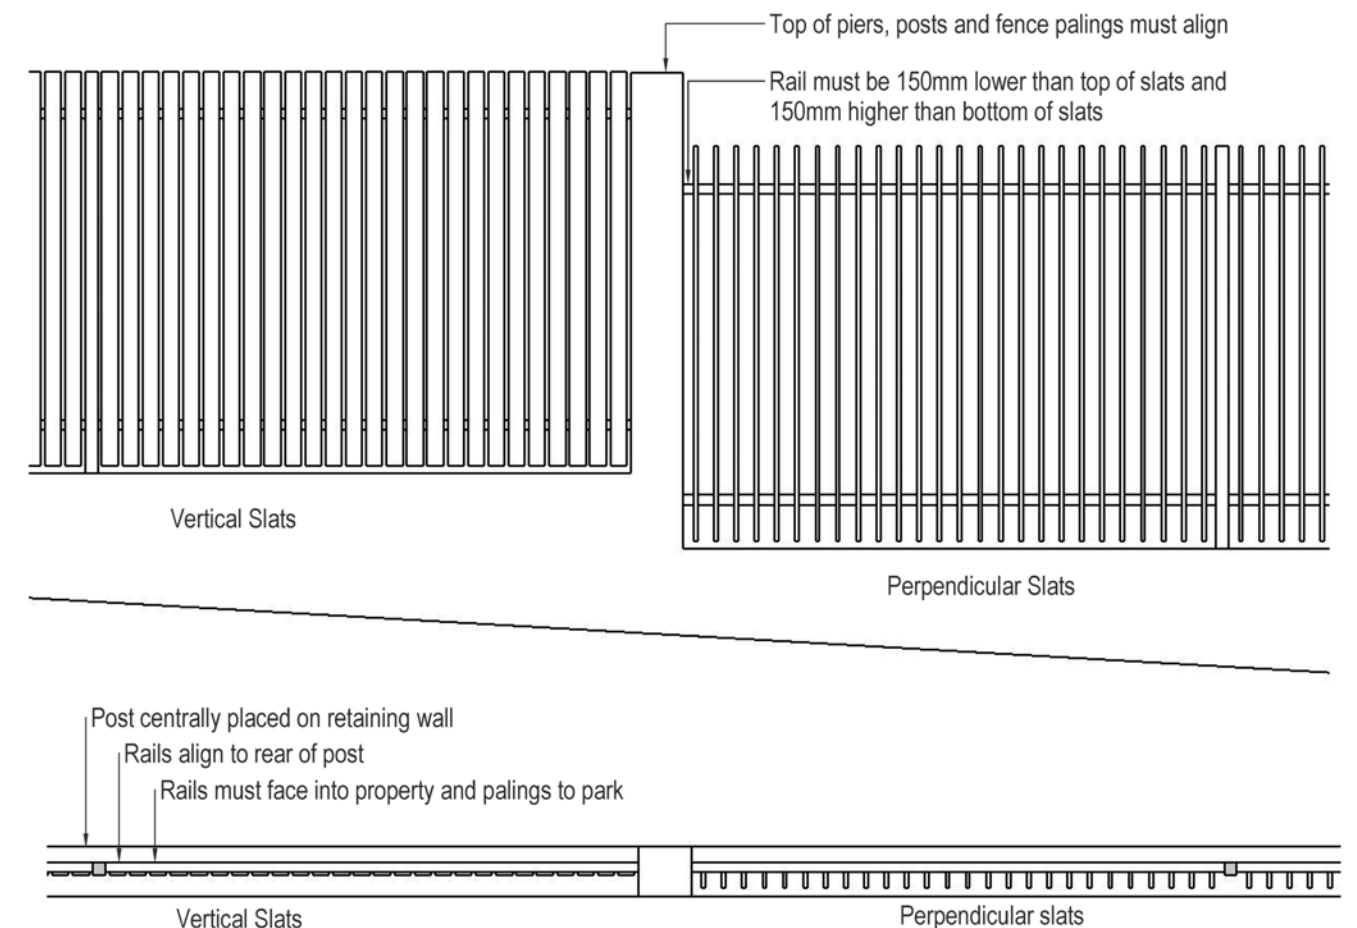 Top of piers, posts and fence palings must align
Rail must be 150mm lower than top of slats and
150mm higher than bottom of slats
Vertical Slats
Perpendicular Slats
Post centrally placed on retaining wall
Rails align to rear of post
Rails must face into property and palings to park
Vertical Slats
Perpendicular slats